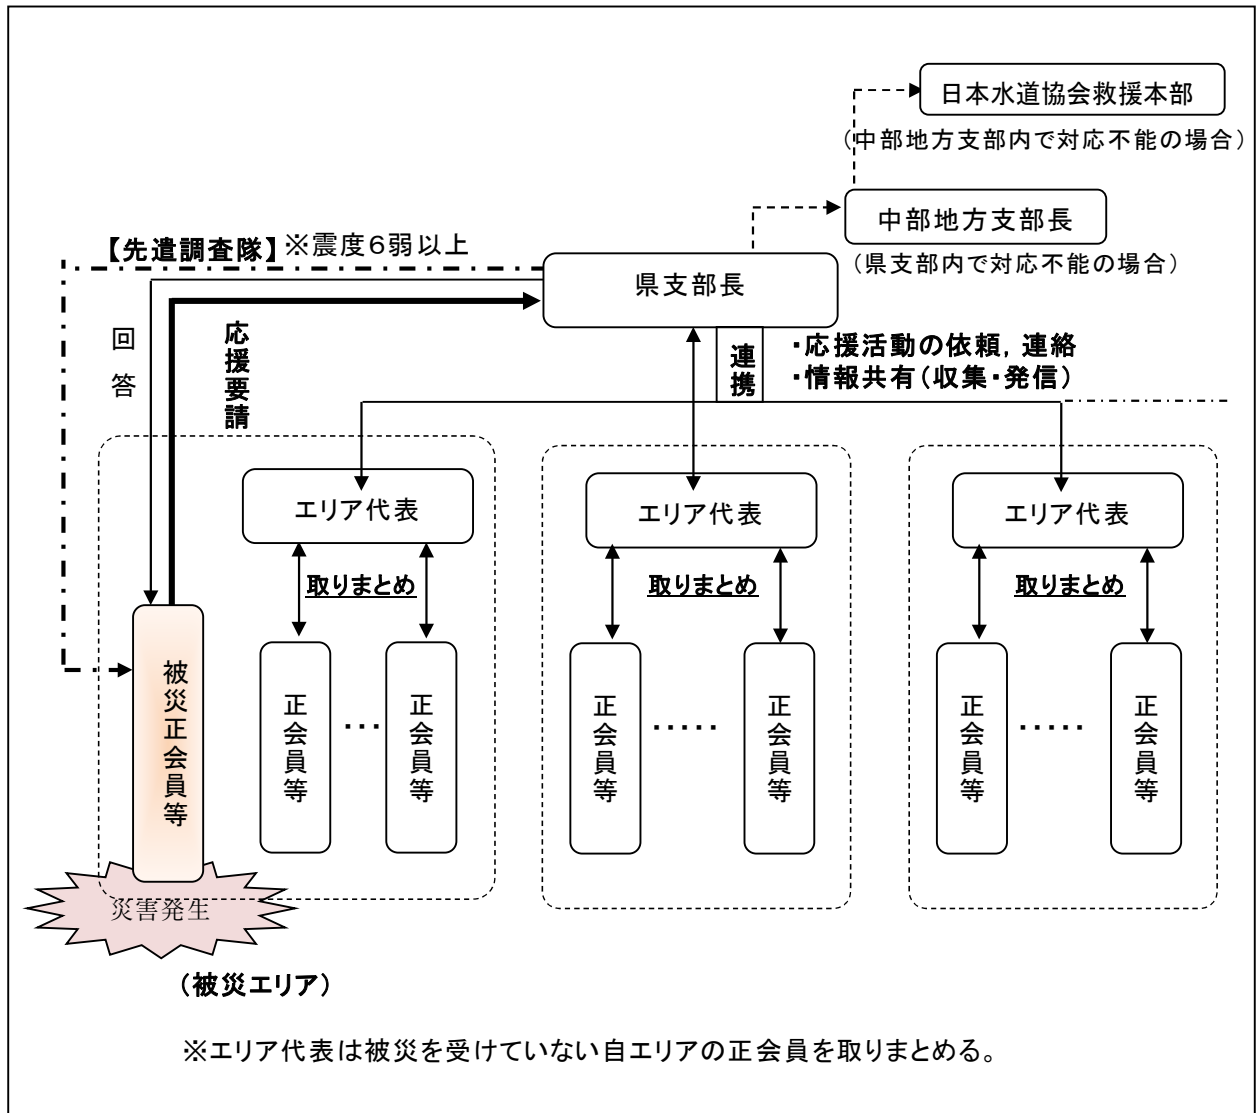 日本水道協会救援本部
（中部地方支部内で対応不能の場合）
中部地方支部長
（県支部内で対応不能の場合）
【先遣調査隊】※震度６弱以上
県支部長
回答
応援要請
連携
・応援活動の依頼，連絡
・情報共有（収集・発信）
エリア代表
エリア代表
エリア代表
取りまとめ
取りまとめ
取りまとめ
被災正会員等
正会員等
・・・
正会員等
正会員等
・・・・・
正会員等
正会員等
・・・・・
正会員等
災害発生
（被災エリア）
※エリア代表は被災を受けていない自エリアの正会員を取りまとめる。